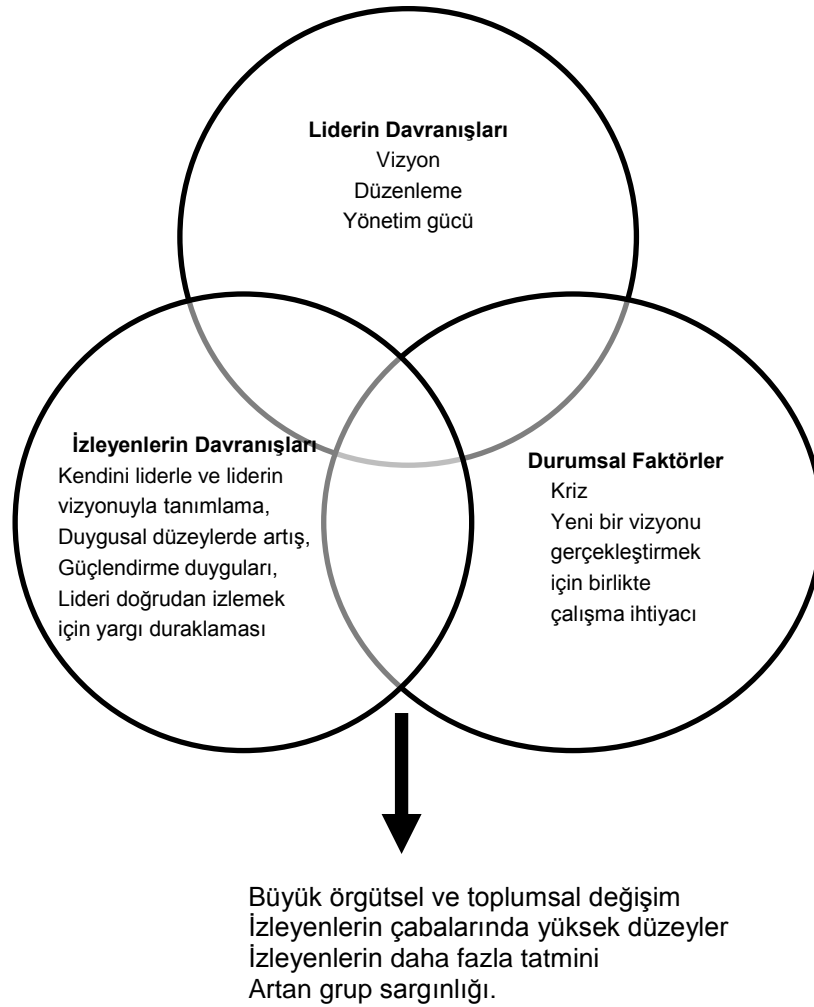 Liderin Davranışları
Vizyon
Düzenleme
Yönetim gücü
İzleyenlerin Davranışları
Kendini liderle ve liderin
vizyonuyla tanımlama,
Duygusal düzeylerde artış,
Güçlendirme duyguları,
Lideri doğrudan izlemek
için yargı duraklaması
Durumsal Faktörler
Kriz
Yeni bir vizyonu
gerçekleştirmek
için birlikte
çalışma ihtiyacı
Büyük örgütsel ve toplumsal değişim
İzleyenlerin çabalarında yüksek düzeyler
İzleyenlerin daha fazla tatmini
Artan grup sargınlığı.